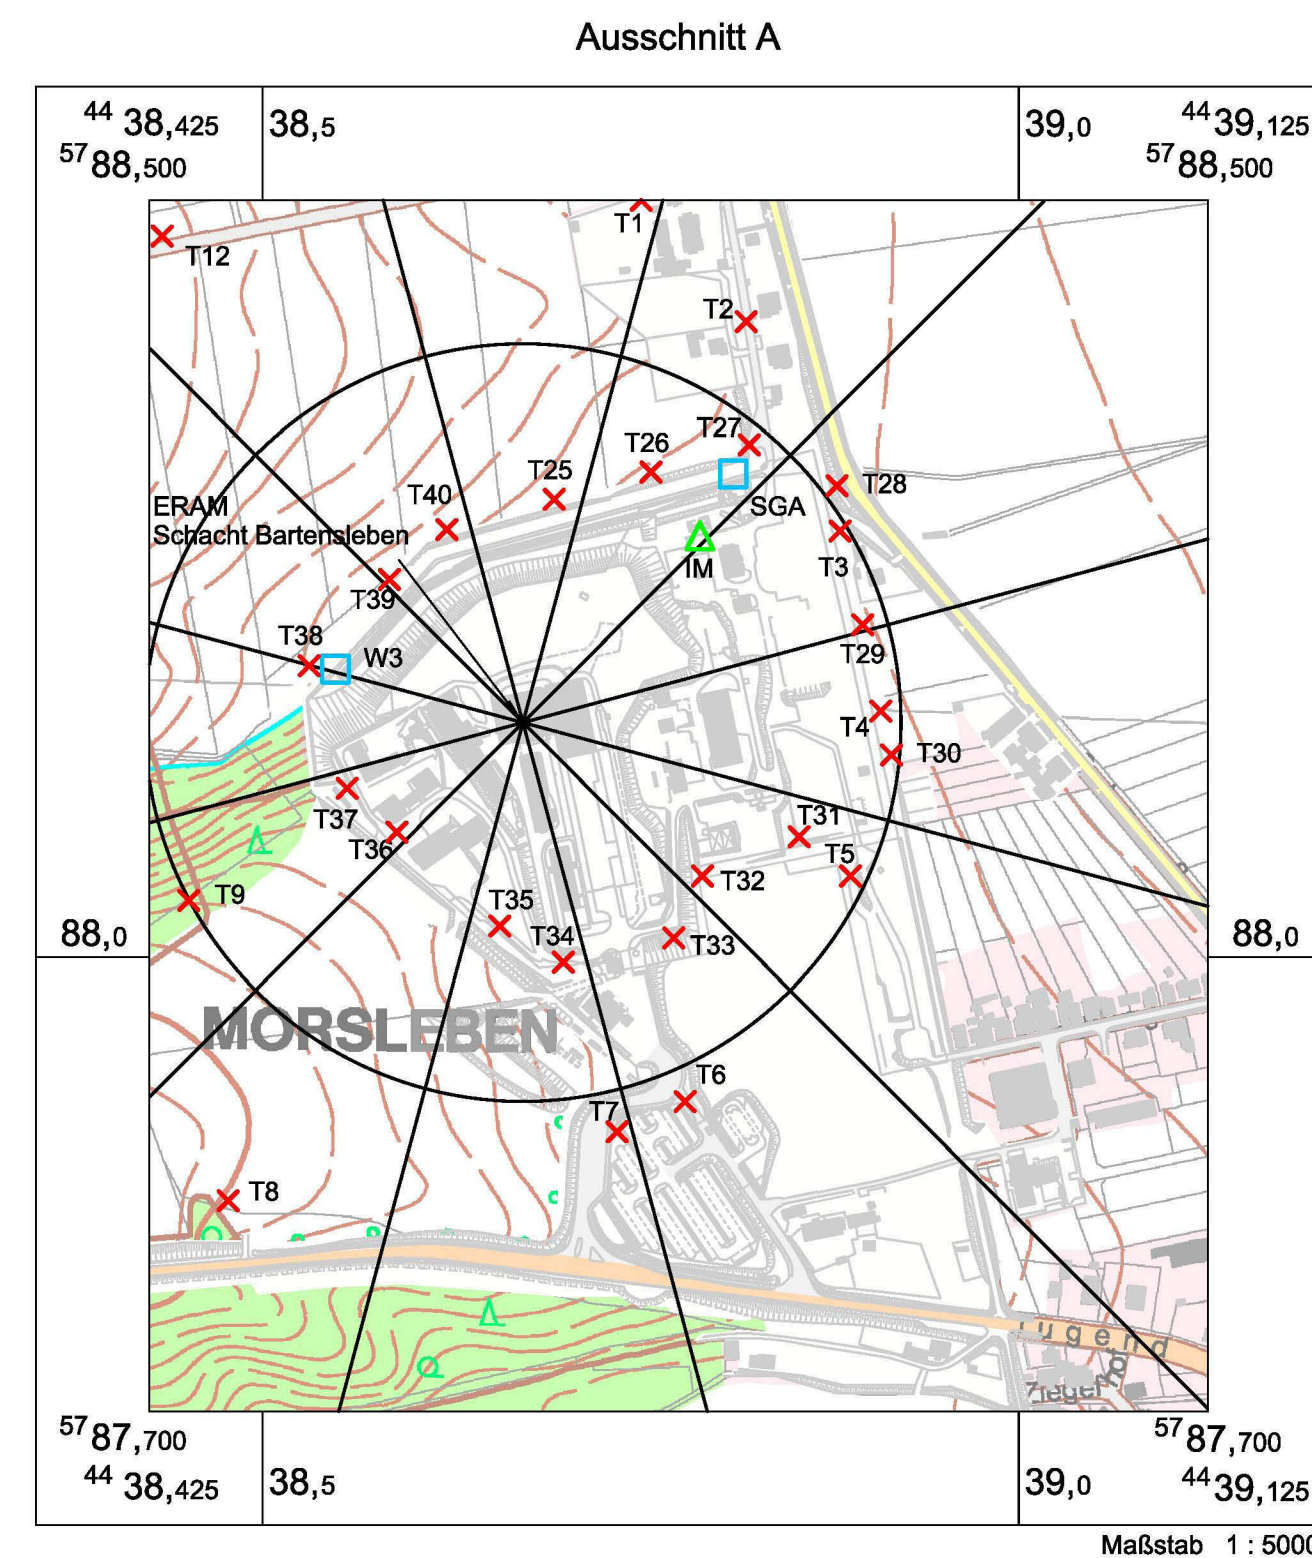 Ausschnitt A
44 38,425
38,5
39,0
44 39,125
57 88,500
57 88,500
T1
T12
T2
T27
T26
T25
T28
T40
SGA
ERAM
Schacht Bartensleben
IM
T3
T39
T38
W3
T29
T4
T30
T37
T31
T36
T5
T32
T9
T35
T34
T33
88,0
88,0
MORSLEBEN
T6
T7
T8
Jugend
Ziegerhof
57 87,700
57 87,700
44 38,425
38,5
39,0
44 39,125
Maßstab 1 : 5000